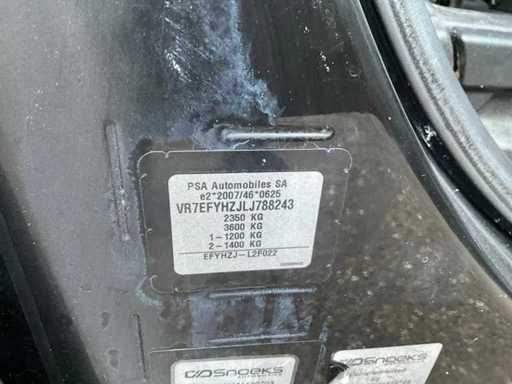 PSA Automobiles SA
e2*2007/46*0625
VR7EFYHZJLJ788243
2350 KG
3600 KG
1-1200 KG
2-1400 KG
EFYHZJ-L2F022
SNOEKS
SNOEKS